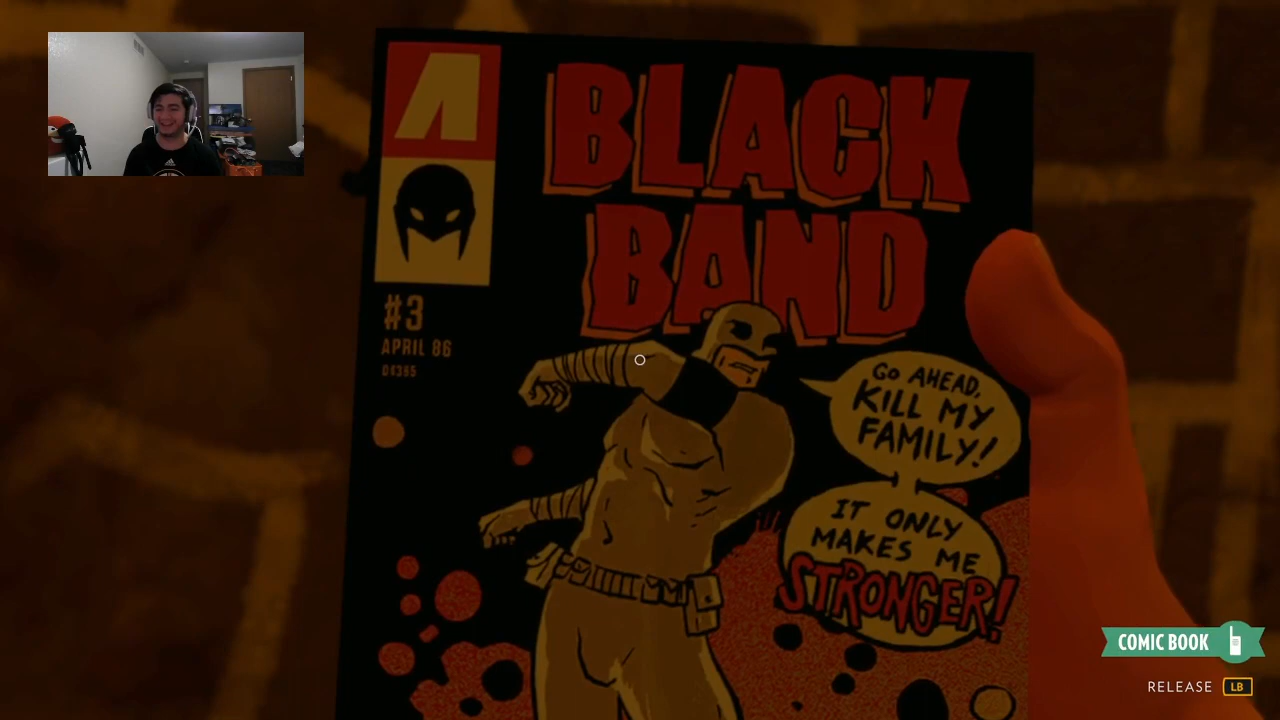 BLACK
BAND
#3
APRIL 86
04365
GO AHEAD,
KILL MY
FAMILY!
IT ONLY
MAKES ME
STRONGER!
COMIC BOOK
RELEASE LB